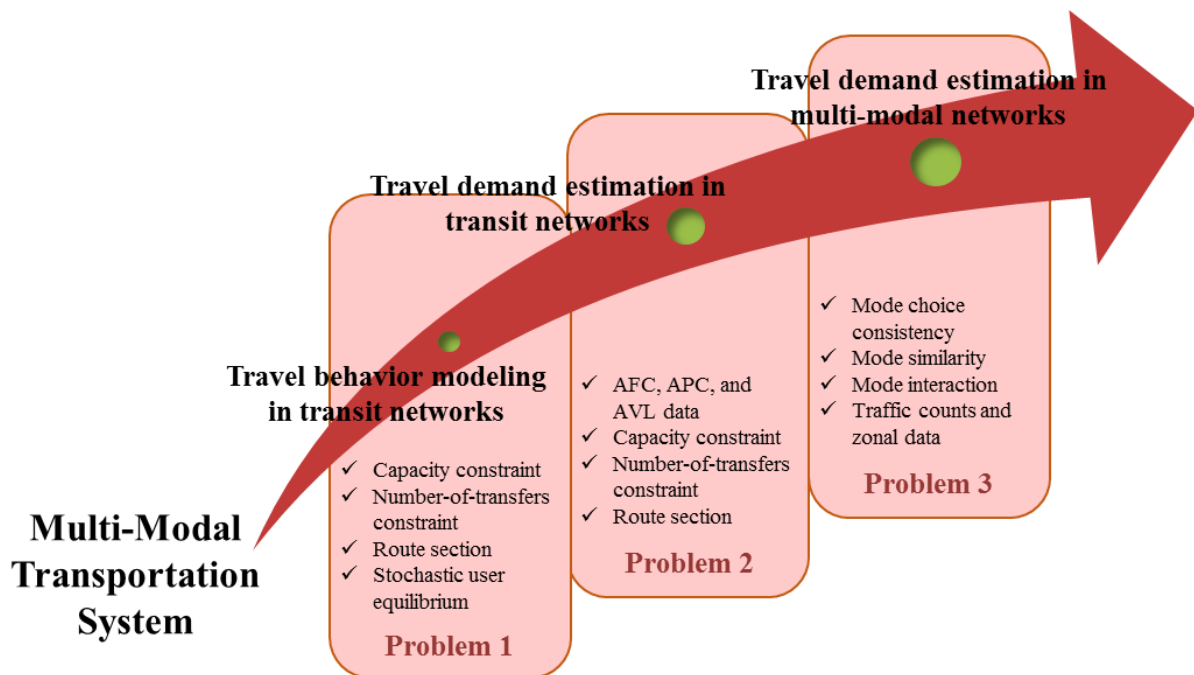 Multi-Modal
Transportation
System
Travel behavior modeling
in transit networks
✓ Capacity constraint
✓ Number-of-transfers
constraint
✓ Route section
✓ Stochastic user
equilibrium
Problem 1
Travel demand estimation in
transit networks
✓ AFC, APC, and
AVL data
✓ Capacity constraint
✓ Number-of-transfers
constraint
✓ Route section
Problem 2
Travel demand estimation in
multi-modal networks
✓ Mode choice
consistency
✓ Mode similarity
✓ Mode interaction
✓ Traffic counts and
zonal data
Problem 3